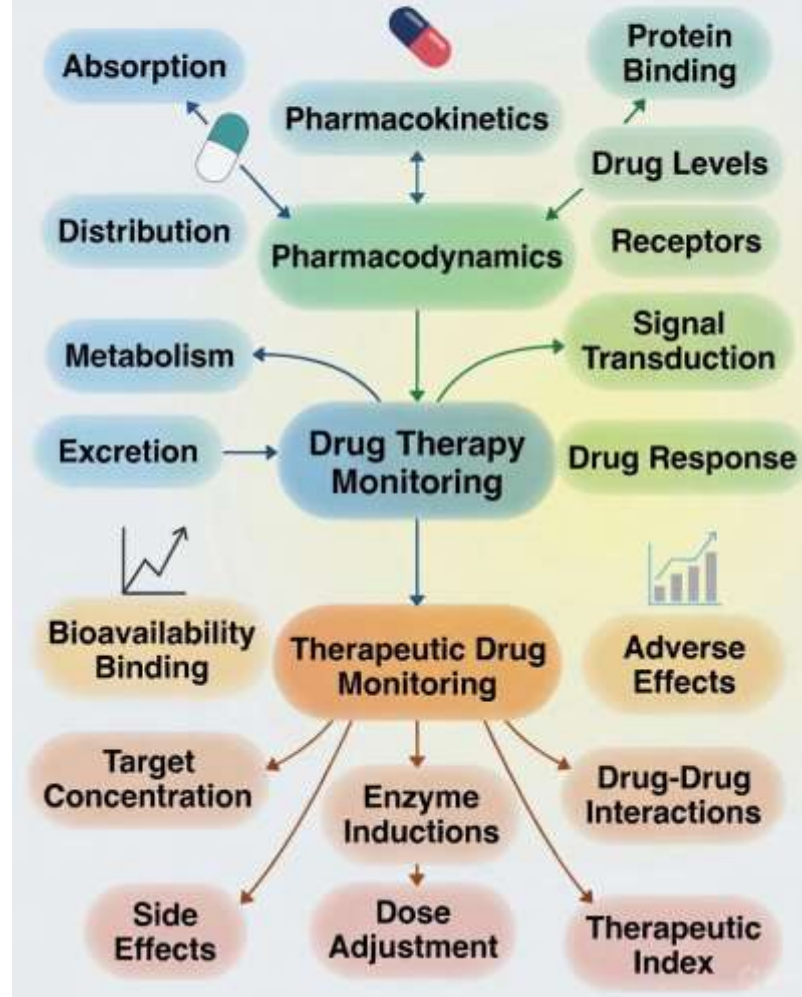 Absorption
Pharmacokinetics
Protein
Binding
Drug Levels
Distribution
Pharmacodynamics
Receptors
Metabolism
Signal
Transduction
Excretion
Drug Therapy
Monitoring
Drug Response
Bioavailability
Binding
Therapeutic Drug
Monitoring
Adverse
Effects
Target
Concentration
Enzyme
Inductions
Drug-Drug
Interactions
Side
Effects
Dose
Adjustment
Therapeutic
Index